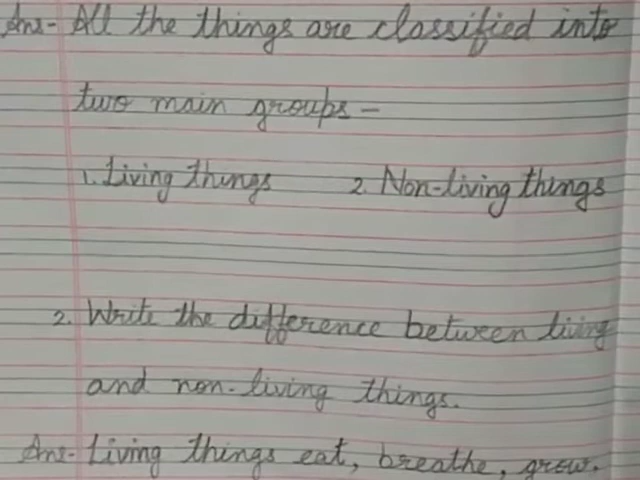 Ans- All the things are classified into
two main groups -
1. Living things 2. Non-living things
2. Write the difference between living
and non-living things.
Ans- Living things eat, breathe, grow.